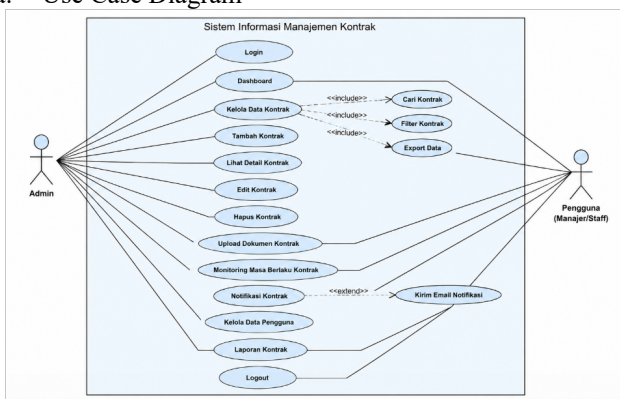 a. Use Case Diagram
Sistem Informasi Manajemen Kontrak
Login
Dashboard
Kelola Data Kontrak
Tambah Kontrak
Lihat Detail Kontrak
Edit Kontrak
Hapus Kontrak
Upload Dokumen Kontrak
Monitoring Masa Berlaku Kontrak
Notifikasi Kontrak
Kelola Data Pengguna
Laporan Kontrak
Logout
<<include>>
<<include>>
<<include>>
Cari Kontrak
Filter Kontrak
Export Data
<<extend>>
Kirim Email Notifikasi
Admin
Pengguna
(Manajer/Staff)